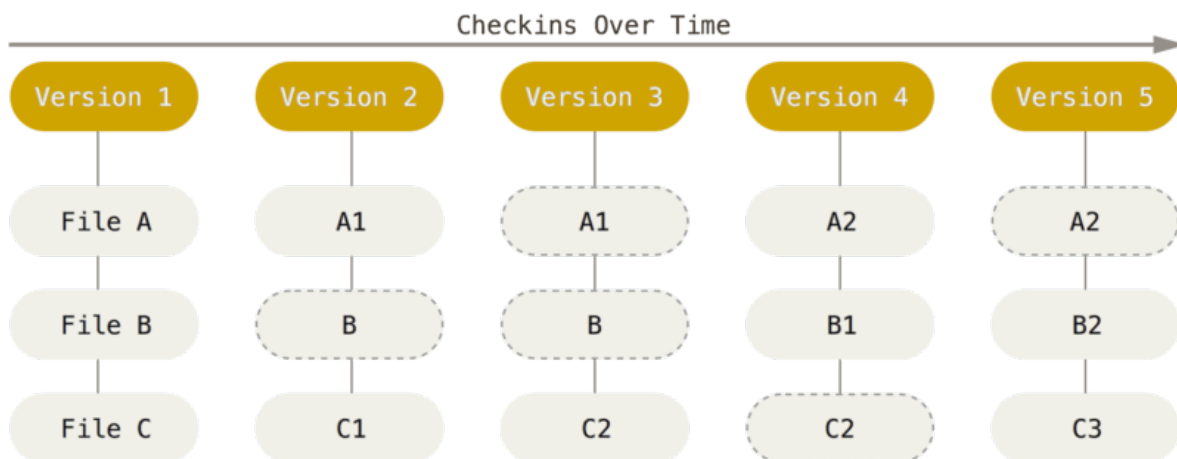 Checkins Over Time
Version 1 Version 2 Version 3 Version 4 Version 5
File A A1 A1 A2 A2
File B B B B1 B2
File C C1 C2 C2 C3